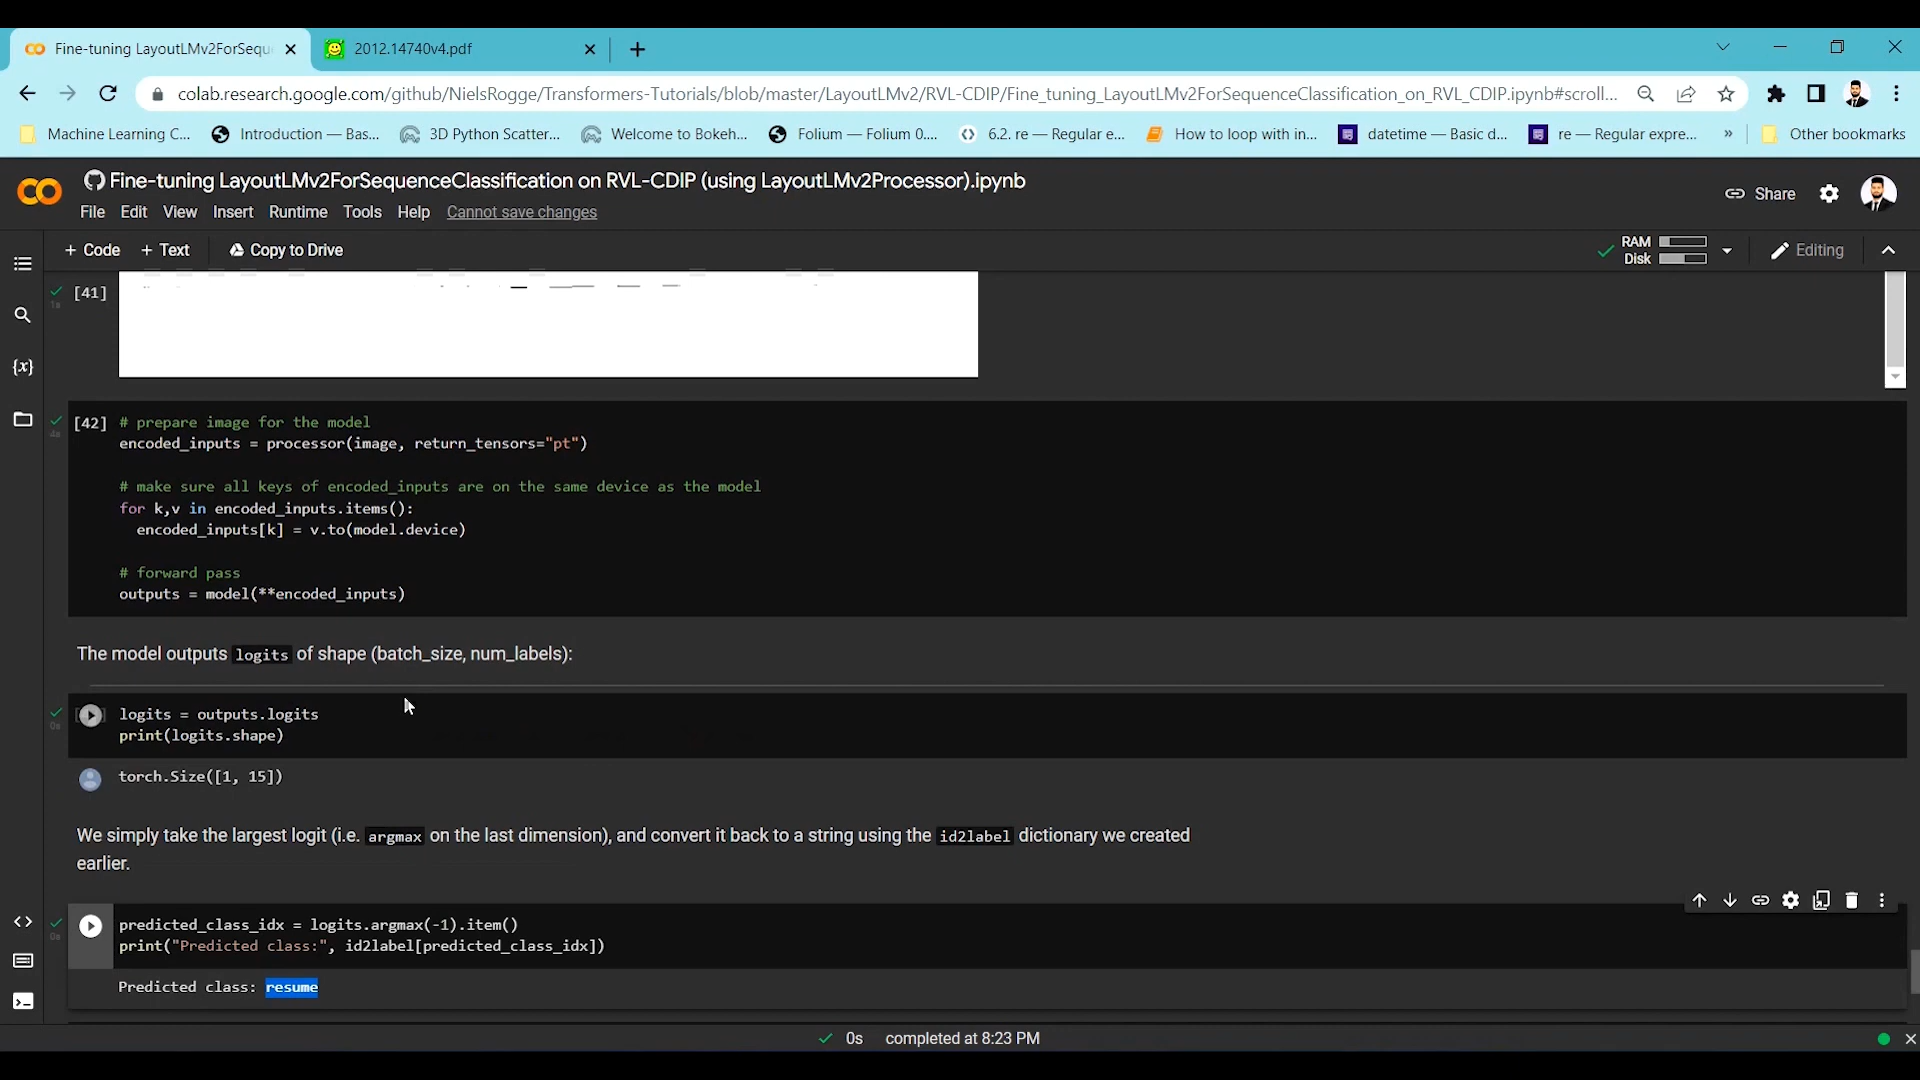 Fine-tuning LayoutLMv2ForSequ
2012.14740v4.pdf
colab.research.google.com/github/NielsRogge/Transformers-Tutorials/blob/master/LayoutLMv2/RVL-CDIP/Fine_tuning_LayoutLMv2ForSequenceClassification_on_RVL_CDIP.ipynb#scroll...
Machine Learning C... Introduction — Bas... 3D Python Scatter... Welcome to Bokeh... Folium — Folium 0.... 6.2. re — Regular e... How to loop with in... datetime — Basic d... re — Regular expre... » Other bookmarks
Fine-tuning LayoutLMv2ForSequenceClassification on RVL-CDIP (using LayoutLMv2Processor).ipynb
Share
File Edit View Insert Runtime Tools Help Cannot save changes
+ Code + Text Copy to Drive
RAM
Disk
Editing
[41]
[42] # prepare image for the model
encoded_inputs = processor(image, return_tensors="pt")
# make sure all keys of encoded_inputs are on the same device as the model
for k,v in encoded_inputs.items():
encoded_inputs[k] = v.to(model.device)
# forward pass
outputs = model(**encoded_inputs)
The model outputs logits of shape (batch_size, num_labels):
logits = outputs.logits
print(logits.shape)
torch.Size([1, 15])
We simply take the largest logit (i.e. argmax on the last dimension), and convert it back to a string using the id2label dictionary we created
earlier.
predicted_class_idx = logits.argmax(-1).item()
print("Predicted class:", id2label[predicted_class_idx])
Predicted class: resume
0s completed at 8:23 PM